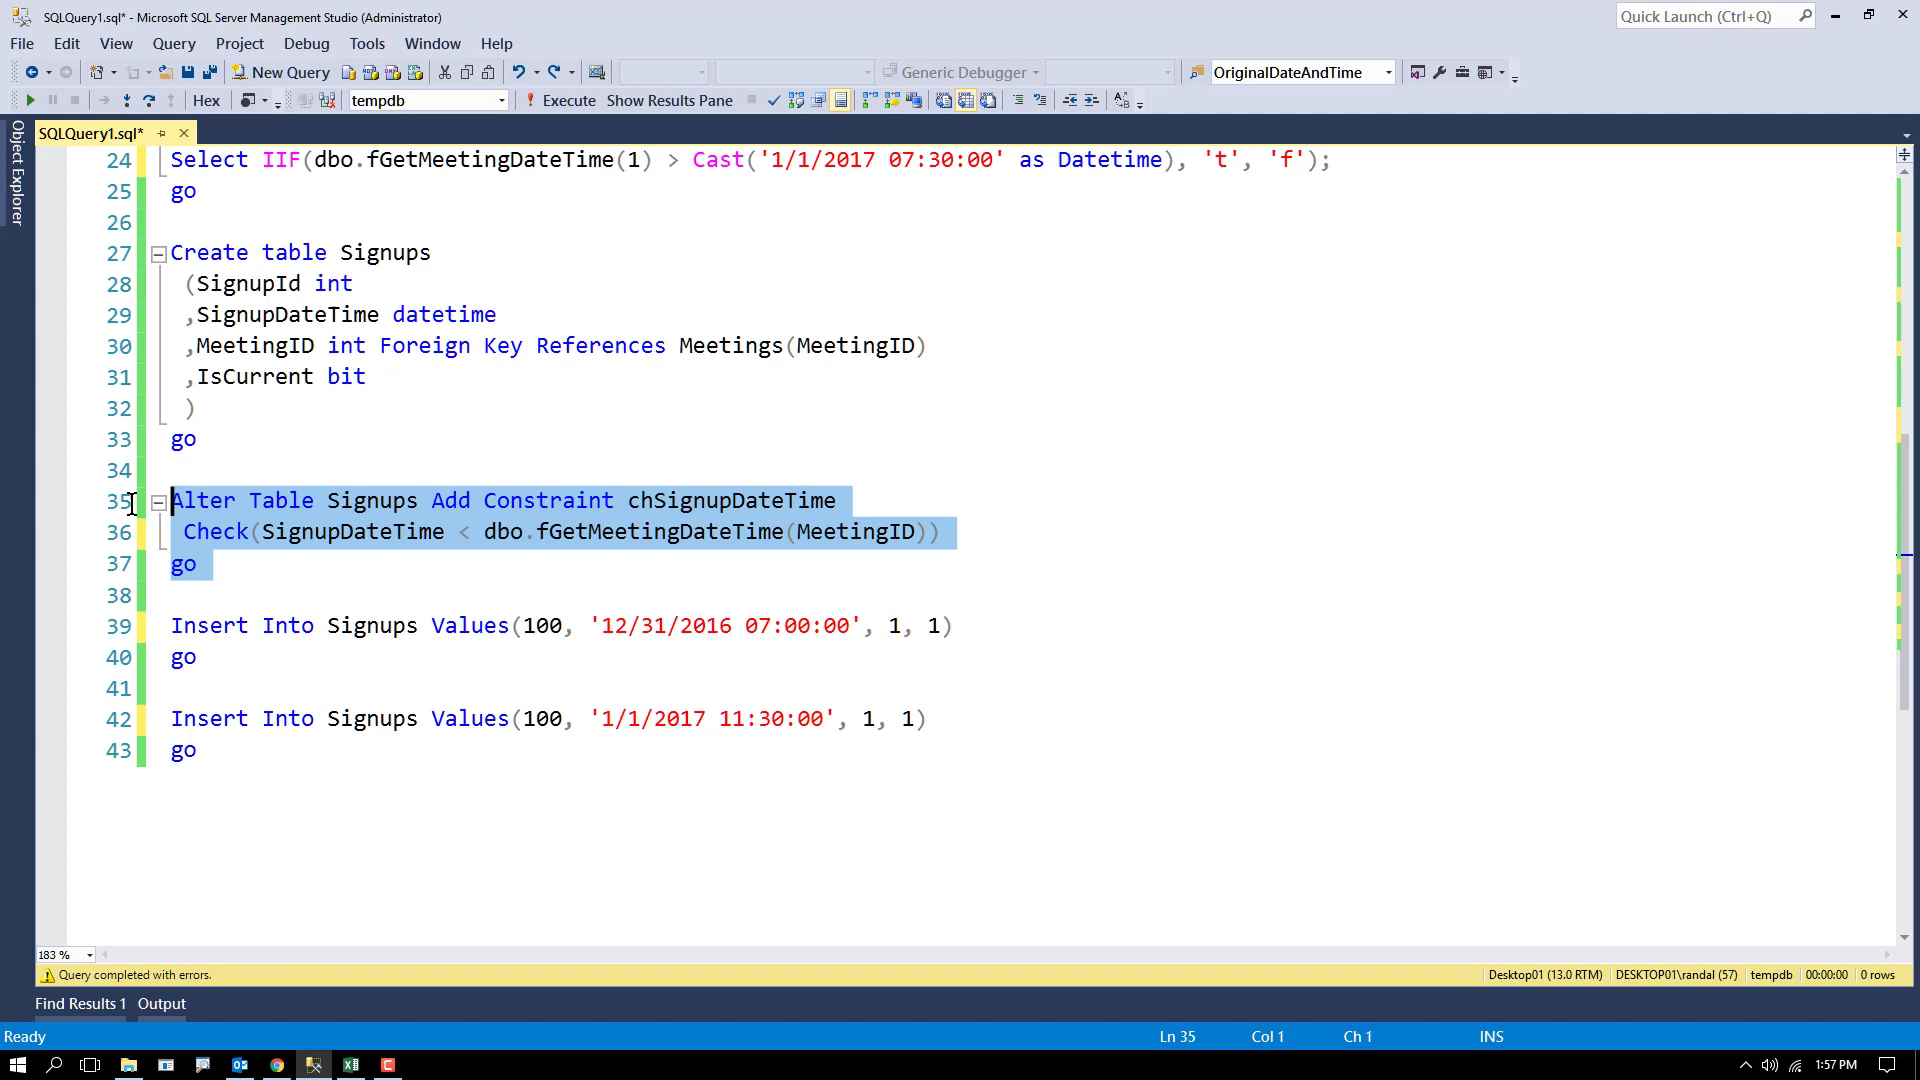 SQLQuery1.sql* - Microsoft SQL Server Management Studio (Administrator)
Quick Launch (Ctrl+Q)
File Edit View Query Project Debug Tools Window Help
New Query
Generic Debugger
OriginalDateAndTime
Hex
tempdb
Execute Show Results Pane
SQLQuery1.sql*
Object Explorer
24 Select IIF(dbo.fGetMeetingDateTime(1) > Cast('1/1/2017 07:30:00' as Datetime), 't', 'f');
25 go
26
27 Create table Signups
28 (SignupId int
29 ,SignupDateTime datetime
30 ,MeetingID int Foreign Key References Meetings(MeetingID)
31 ,IsCurrent bit
32 )
33 go
34
35 Alter Table Signups Add Constraint chSignupDateTime
36 Check(SignupDateTime < dbo.fGetMeetingDateTime(MeetingID))
37 go
38
39 Insert Into Signups Values(100, '12/31/2016 07:00:00', 1, 1)
40 go
41
42 Insert Into Signups Values(100, '1/1/2017 11:30:00', 1, 1)
43 go
183 %
Query completed with errors.
Desktop01 (13.0 RTM) DESKTOP01\randal (57) tempdb 00:00:00 0 rows
Find Results 1 Output
Ready
Ln 35 Col 1 Ch 1 INS
1:57 PM